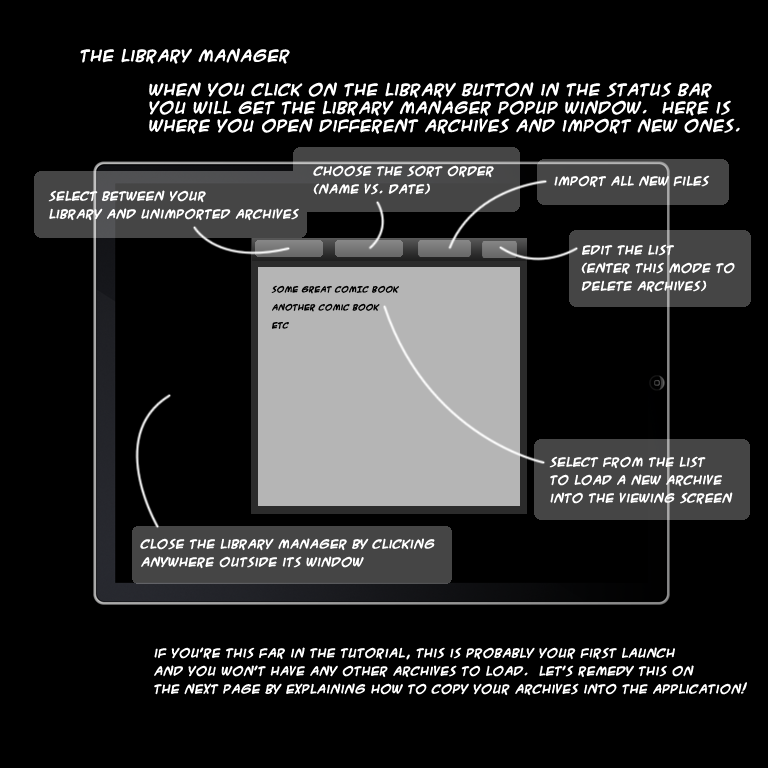 THE LIBRARY MANAGER
WHEN YOU CLICK ON THE LIBRARY BUTTON IN THE STATUS BAR
YOU WILL GET THE LIBRARY MANAGER POPUP WINDOW. HERE IS
WHERE YOU OPEN DIFFERENT ARCHIVES AND IMPORT NEW ONES.
SELECT BETWEEN YOUR
LIBRARY AND UNIMPORTED ARCHIVES
CHOOSE THE SORT ORDER
(NAME VS. DATE)
IMPORT ALL NEW FILES
EDIT THE LIST
(ENTER THIS MODE TO
DELETE ARCHIVES)
SOME GREAT COMIC BOOK
ANOTHER COMIC BOOK
ETC
SELECT FROM THE LIST
TO LOAD A NEW ARCHIVE
INTO THE VIEWING SCREEN
CLOSE THE LIBRARY MANAGER BY CLICKING
ANYWHERE OUTSIDE ITS WINDOW
IF YOU'RE THIS FAR IN THE TUTORIAL, THIS IS PROBABLY YOUR FIRST LAUNCH
AND YOU WON'T HAVE ANY OTHER ARCHIVES TO LOAD. LET'S REMEDY THIS ON
THE NEXT PAGE BY EXPLAINING HOW TO COPY YOUR ARCHIVES INTO THE APPLICATION!